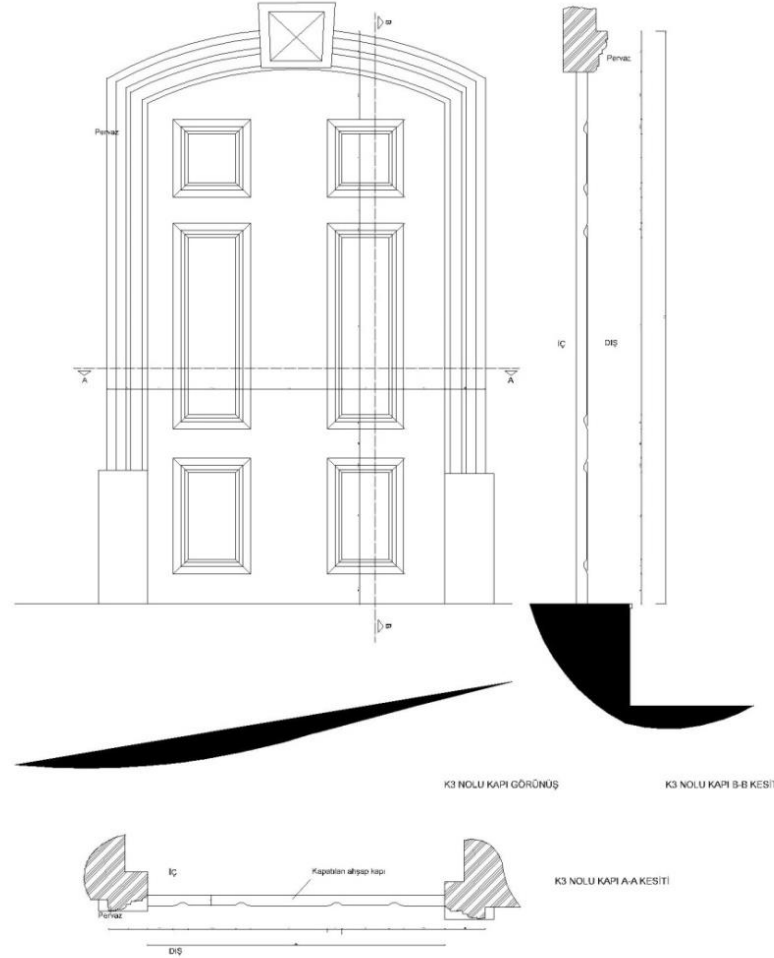 B
Pervaz
Pervaz
İÇ
DIŞ
A
A
B
K3 NOLU KAPI GÖRÜNÜŞ
K3 NOLU KAPI B-B KESİT
İÇ
Kapatılan ahşap kapı
K3 NOLU KAPI A-A KESİTİ
Pervaz
DIŞ